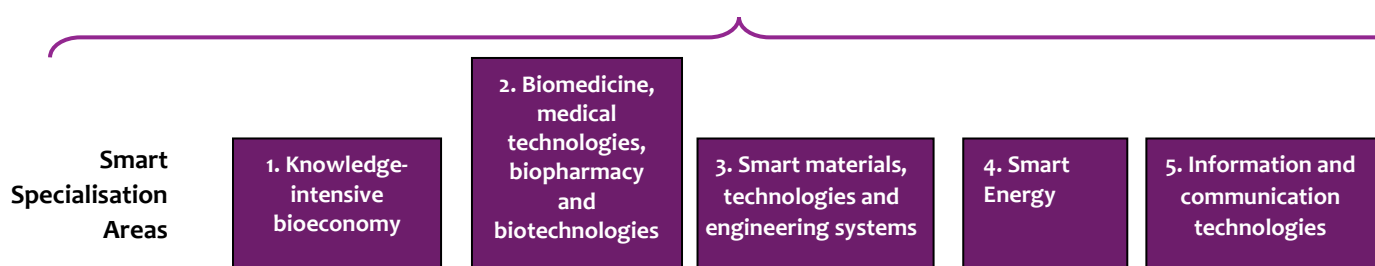 Smart
Specialisation
Areas
1. Knowledge-
intensive
bioeconomy
2. Biomedicine,
medical
technologies,
biopharmacy
and
biotechnologies
3. Smart materials,
technologies and
engineering systems
4. Smart
Energy
5. Information and
communication
technologies